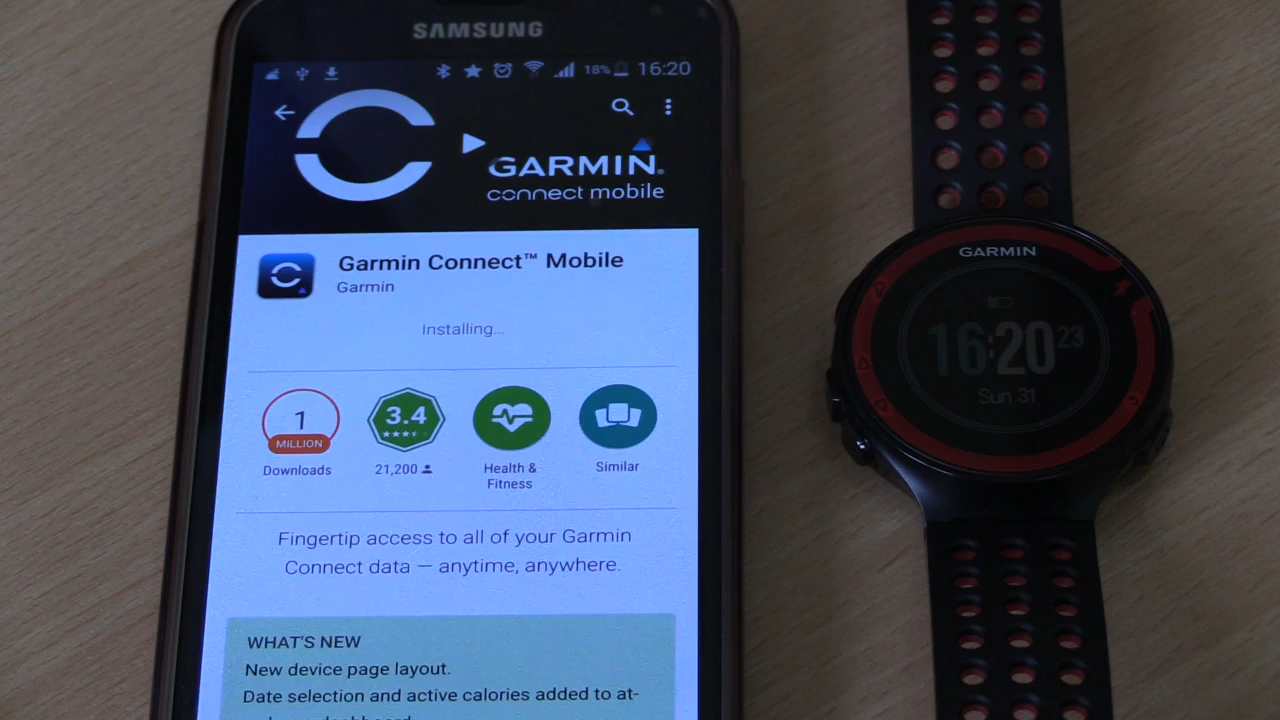 SAMSUNG
18% 16:20
GARMIN.
connect mobile
Garmin Connect™ Mobile
Garmin
Installing...
1
MILLION
Downloads
3.4
21,200
Health &
Fitness
Similar
Fingertip access to all of your Garmin
Connect data — anytime, anywhere.
WHAT'S NEW
New device page layout.
Date selection and active calories added to at-
GARMIN
16:20 23
Sun 31